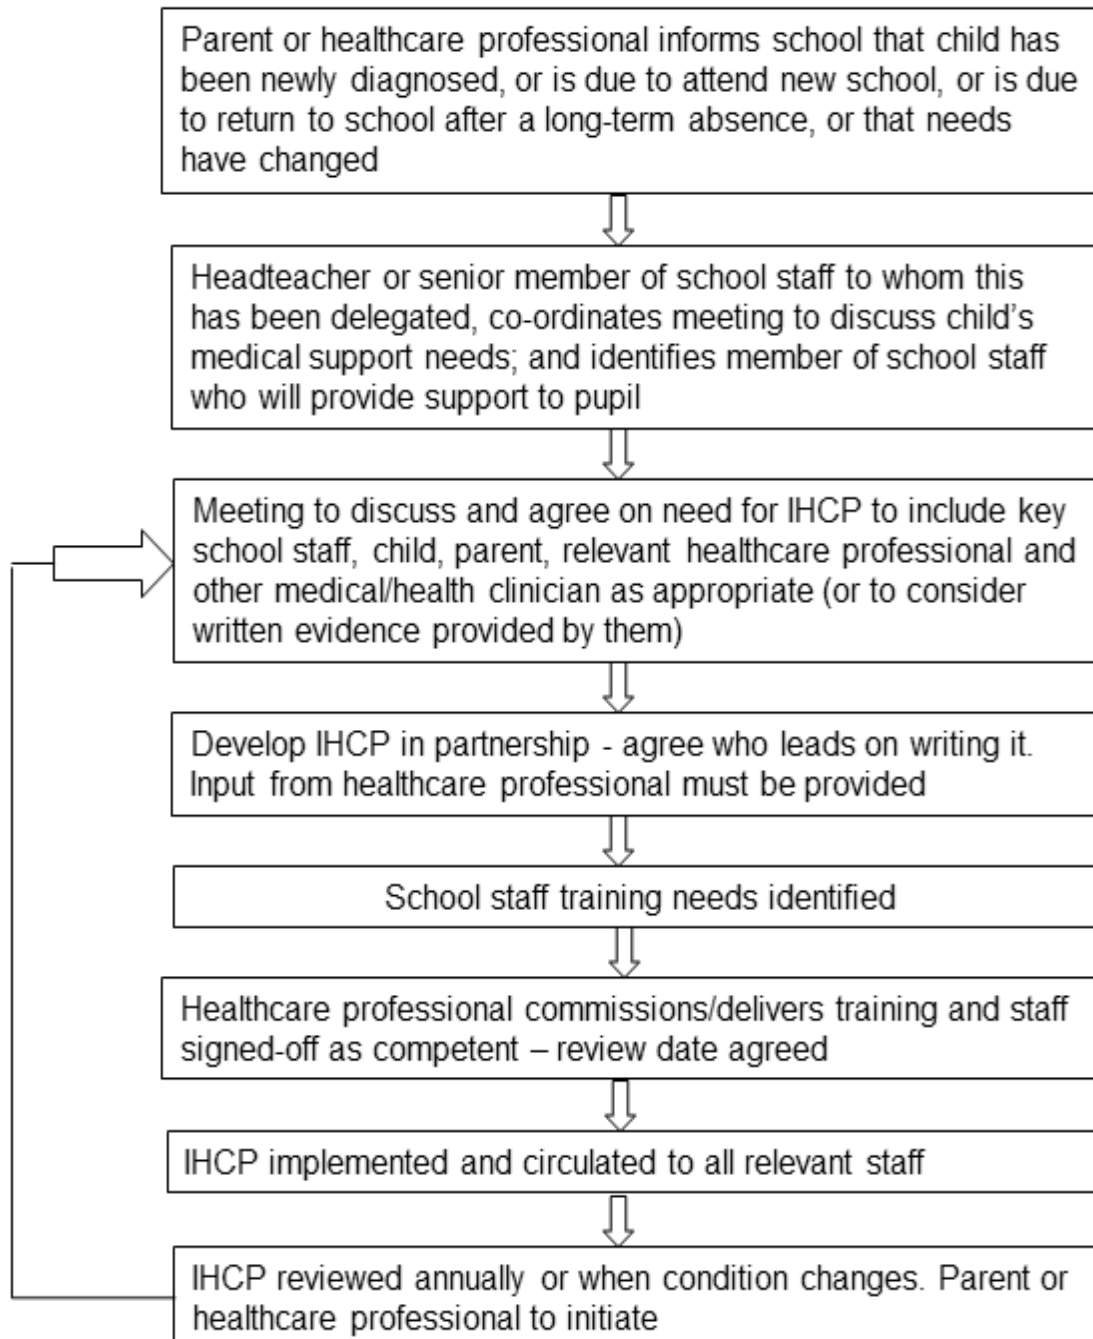 Parent or healthcare professional informs school that child has
been newly diagnosed, or is due to attend new school, or is due
to return to school after a long-term absence, or that needs
have changed
Headteacher or senior member of school staff to whom this
has been delegated, co-ordinates meeting to discuss child’s
medical support needs; and identifies member of school staff
who will provide support to pupil
Meeting to discuss and agree on need for IHCP to include key
school staff, child, parent, relevant healthcare professional and
other medical/health clinician as appropriate (or to consider
written evidence provided by them)
Develop IHCP in partnership - agree who leads on writing it.
Input from healthcare professional must be provided
School staff training needs identified
Healthcare professional commissions/delivers training and staff
signed-off as competent – review date agreed
IHCP implemented and circulated to all relevant staff
IHCP reviewed annually or when condition changes. Parent or
healthcare professional to initiate